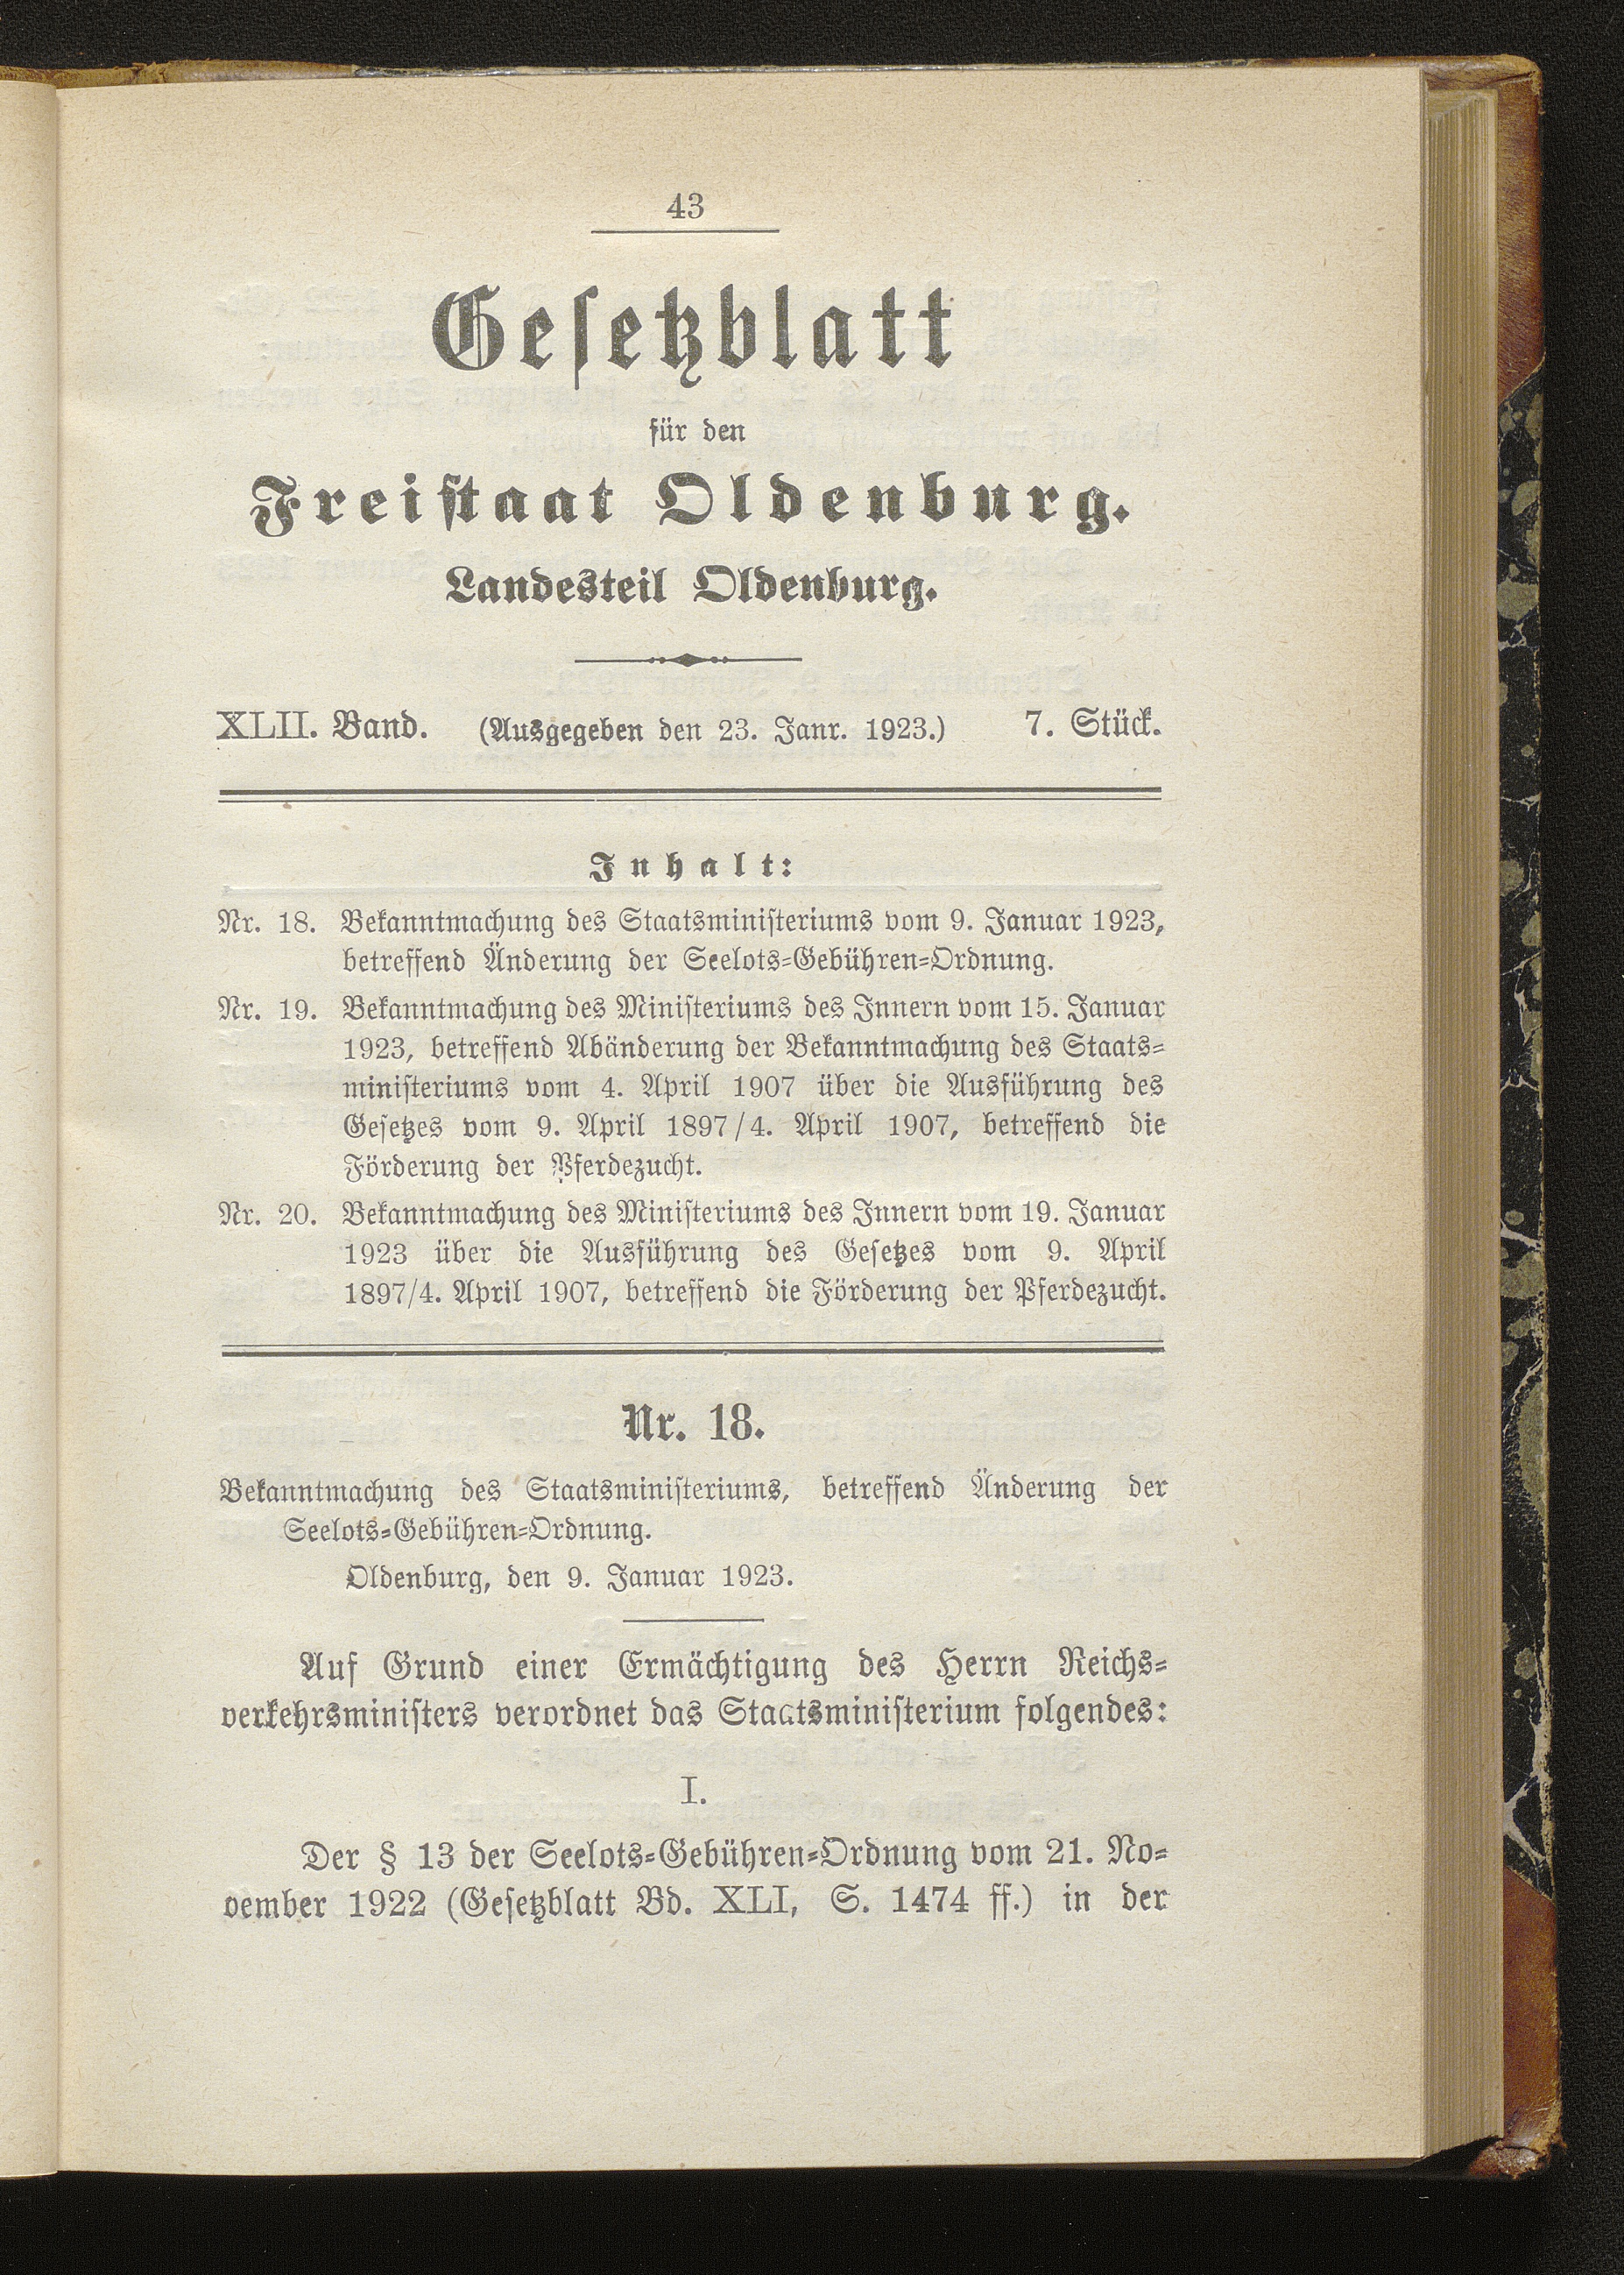 43
Gesetzblatt
für den
Freistaat Oldenburg.
Landesteil Oldenburg.
XLII. Band. (Ausgegeben den 23. Janr. 1923.) 7. Stück.
Inhalt:
Nr. 18. Bekanntmachung des Staatsministeriums vom 9. Januar 1923,
betreffend Änderung der Seelots-Gebühren-Ordnung.
Nr. 19. Bekanntmachung des Ministeriums des Innern vom 15. Januar
1923, betreffend Abänderung der Bekanntmachung des Staats-
ministeriums vom 4. April 1907 über die Ausführung des
Gesetzes vom 9. April 1897/4. April 1907, betreffend die
Förderung der Pferdezucht.
Nr. 20. Bekanntmachung des Ministeriums des Innern vom 19. Januar
1923 über die Ausführung des Gesetzes vom 9. April
1897/4. April 1907, betreffend die Förderung der Pferdezucht.
Nr. 18.
Bekanntmachung des Staatsministeriums, betreffend Änderung der
Seelots-Gebühren-Ordnung.
Oldenburg, den 9. Januar 1923.
Auf Grund einer Ermächtigung des Herrn Reichs-
verkehrsministers verordnet das Staatsministerium folgendes:
I.
Der § 13 der Seelots-Gebühren-Ordnung vom 21. No-
vember 1922 (Gesetzblatt Bd. XLI, S. 1474 ff.) in der